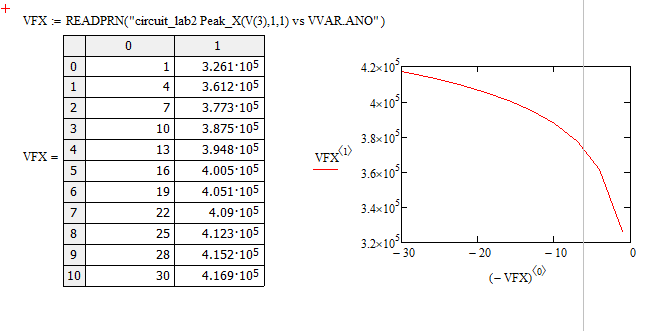 VFX := READPRN("circuit_lab2 Peak_X(V(3),1,1) vs VVAR.ANO")
0 1
0 1 3.261·10⁵
1 4 3.612·10⁵
2 7 3.773·10⁵
3 10 3.875·10⁵
4 13 3.948·10⁵
VFX = 5 16 4.005·10⁵
6 19 4.051·10⁵
7 22 4.09·10⁵
8 25 4.123·10⁵
9 28 4.152·10⁵
10 30 4.169·10⁵
4.2×10⁵
4×10⁵
3.8×10⁵
VFX⟨1⟩
3.6×10⁵
3.4×10⁵
3.2×10⁵
−30 −20 −10 0
(−VFX)⟨0⟩